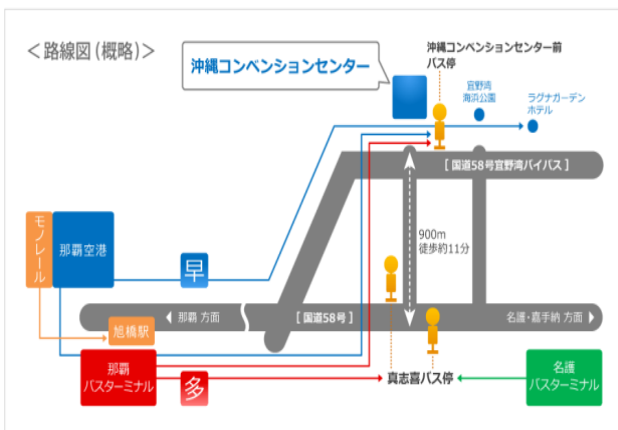 ＜路線図（概略）＞
沖縄コンベンションセンター
沖縄コンベンションセンター前
バス停
宜野湾
海浜公園
ラグナガーデン
ホテル
[ 国道58号宜野湾バイパス ]
モノレール
那覇空港
早
900m
徒歩約11分
那覇 方面
[ 国道58号 ]
名護・嘉手納 方面
旭橋駅
那覇
バスターミナル
多
真志喜バス停
名護
バスターミナル